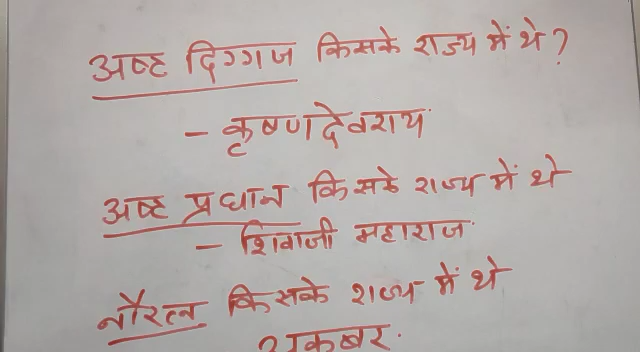 अष्ट दिग्गज किसके राज्य में थे?
- कृष्णदेवराय
अष्ट प्रधान किसके राज्य में थे
- शिवाजी महाराज
नौरत्न किसके राज्य में थे
अकबर.